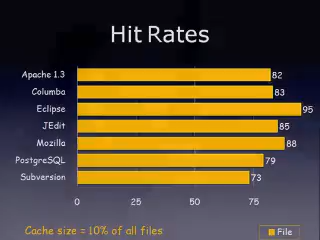 Hit Rates
Apache 1.3 82
Columba 83
Eclipse 95
JEdit 85
Mozilla 88
PostgreSQL 79
Subversion 73
0 25 50 75
Cache size = 10% of all files
File